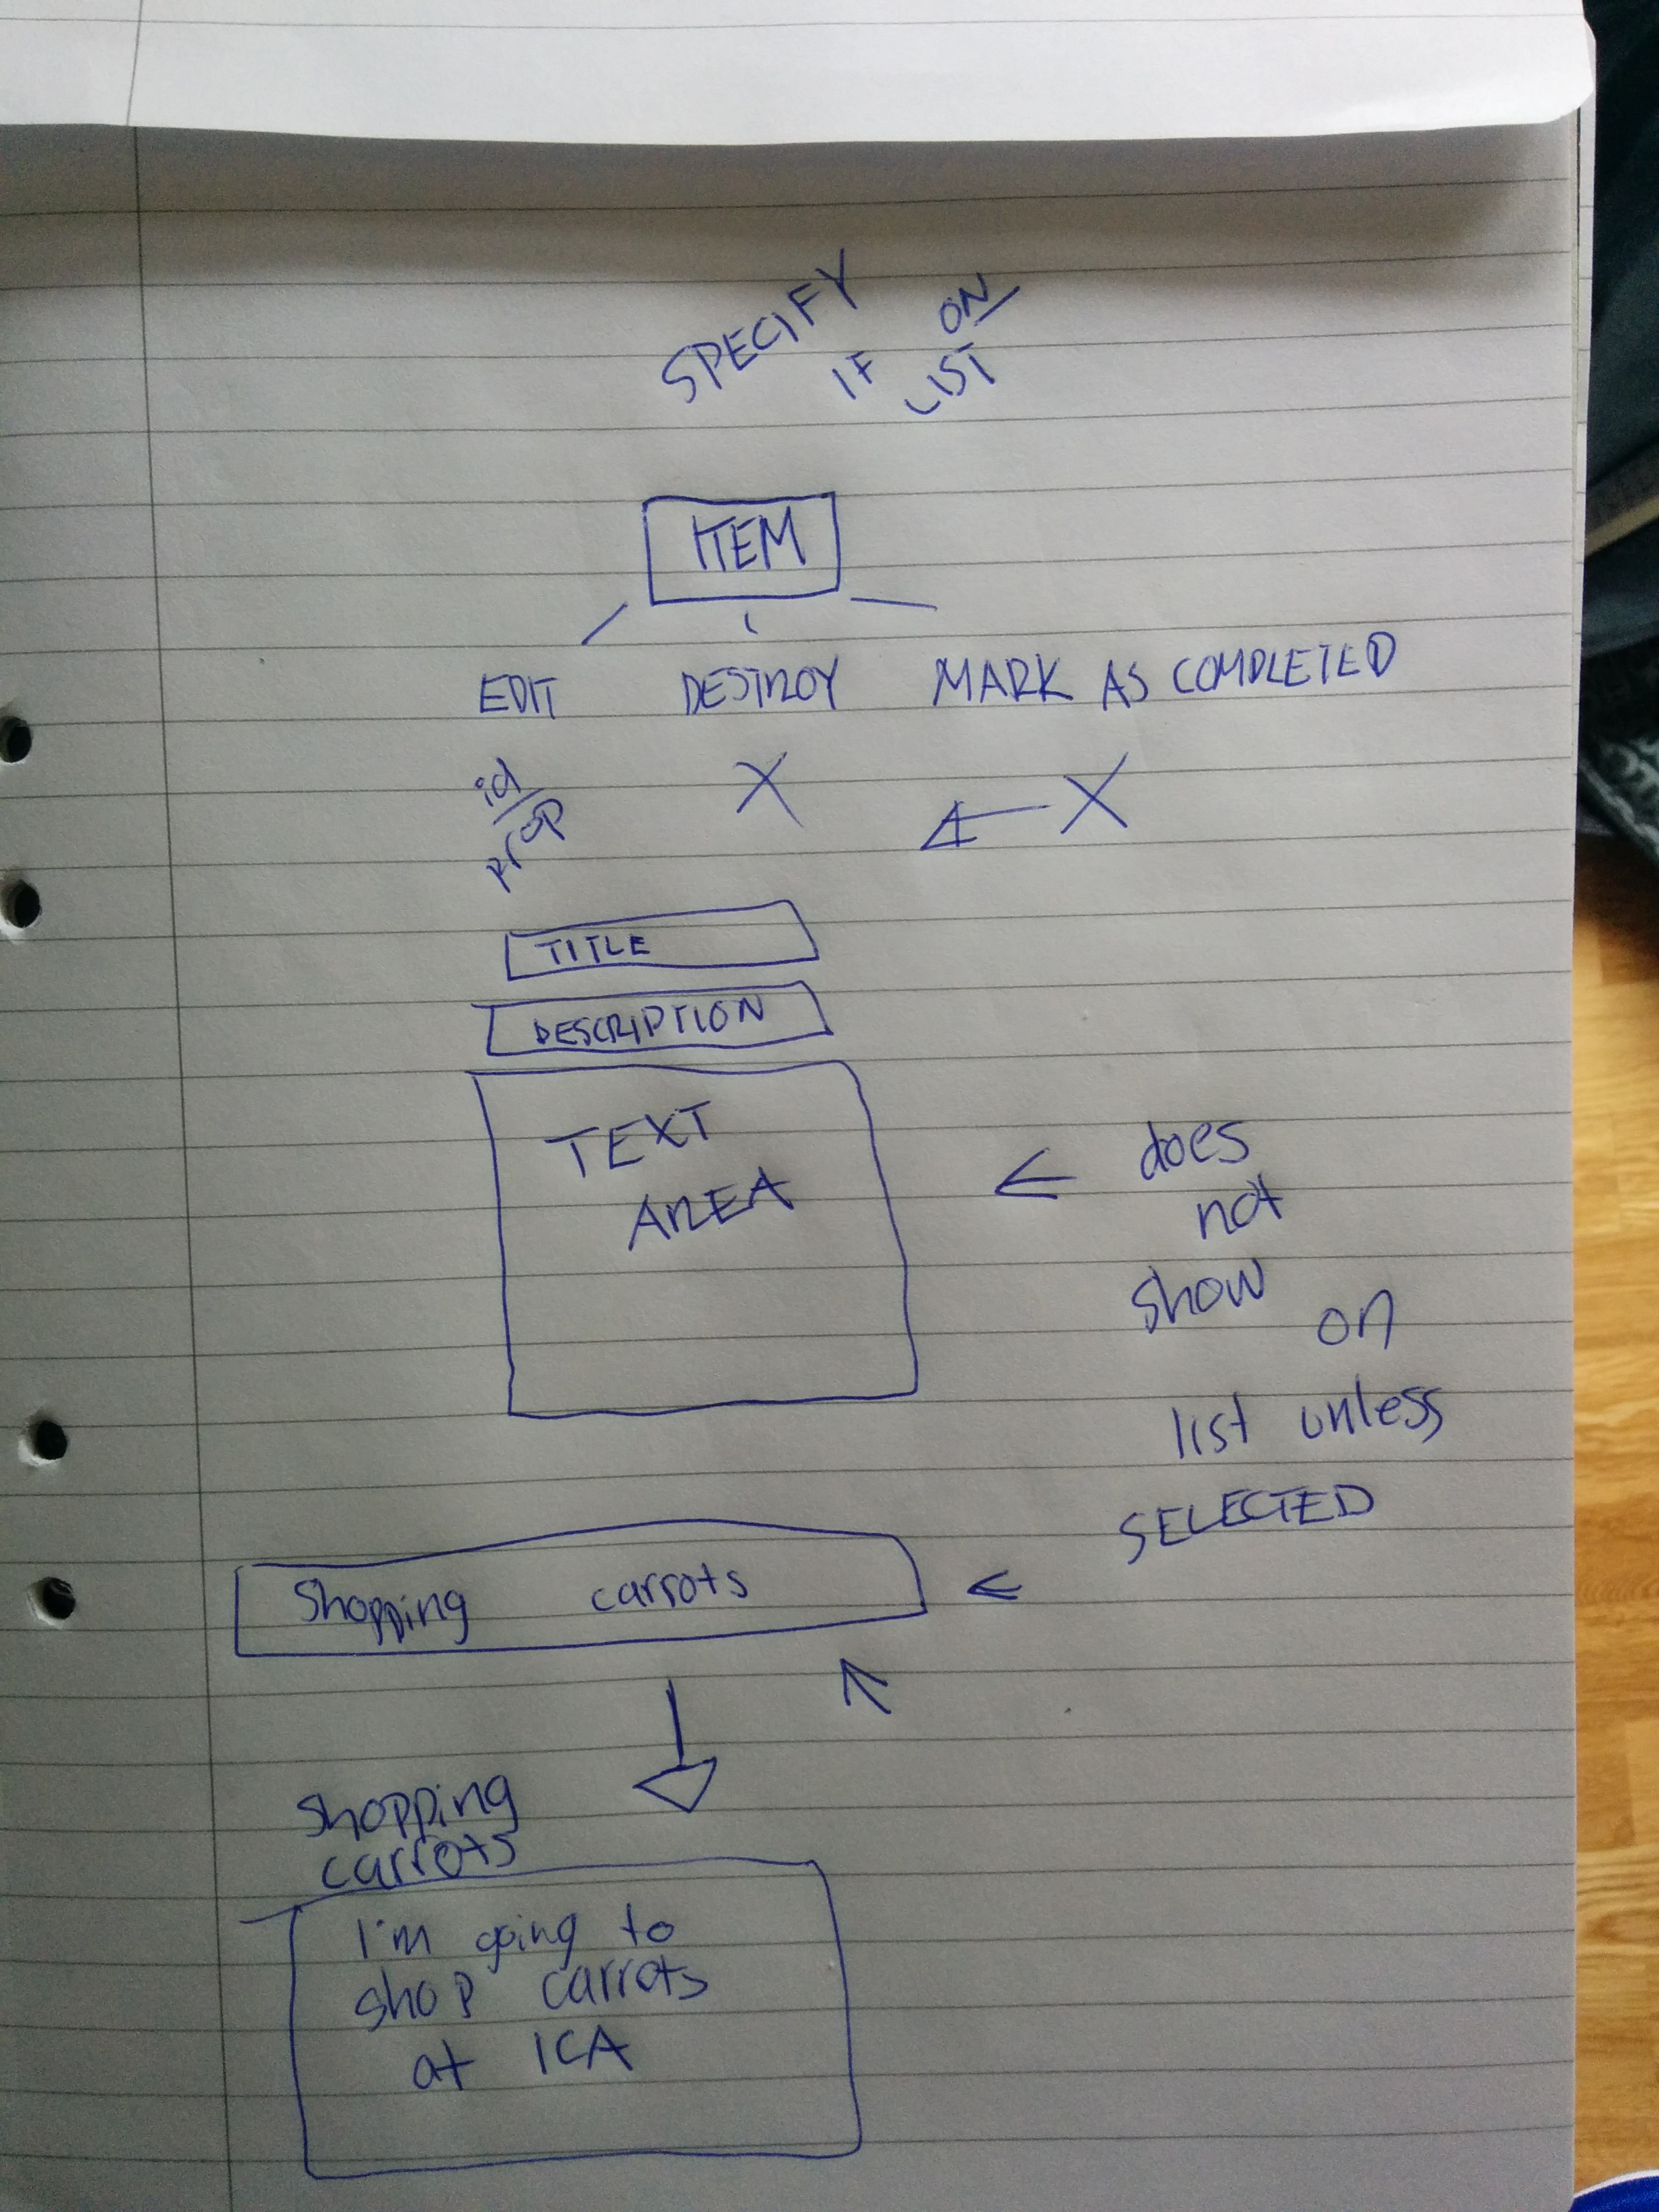 SPECIFY
IF ON
LIST
ITEM
EDIT DESTROY MARK AS COMPLETED
id X X
prop
TITLE
DESCRIPTION
TEXT
AREA
does
not
show on
list unless
SELECTED
Shopping carrots
Shopping
carrots
I'm going to
shop carrots
at ICA